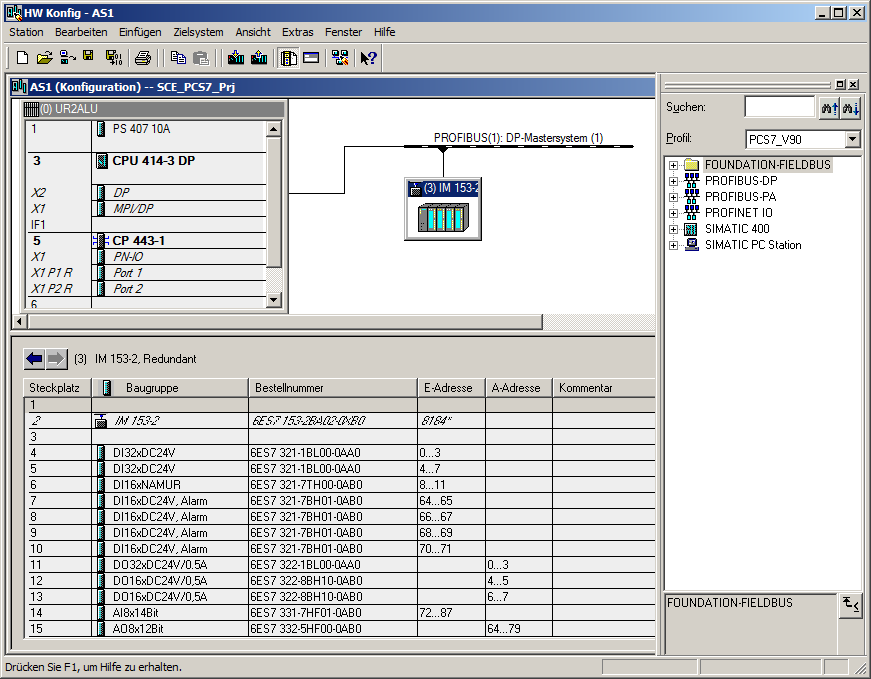 HW Konfig - AS1
Station Bearbeiten Einfügen Zielsystem Ansicht Extras Fenster Hilfe
AS1 (Konfiguration) -- SCE_PCS7_Prj
(0) UR2ALU
1 PS 407 10A
3 CPU 414-3 DP
X2 DP
X1 MPI/DP
IF1
5 CP 443-1
X1 PN-IO
X1 P1 R Port 1
X1 P2 R Port 2
6
PROFIBUS(1): DP-Mastersystem (1)
(3) IM 153-2
Suchen:
Profil: PCS7_V90
FOUNDATION-FIELDBUS
PROFIBUS-DP
PROFIBUS-PA
PROFINET IO
SIMATIC 400
SIMATIC PC Station
(3) IM 153-2, Redundant
Steckplatz Baugruppe Bestellnummer E-Adresse A-Adresse Kommentar
1
2 IM 153-2 6ES7 153-2BA02-0XB0 8184*
3
4 DI32xDC24V 6ES7 321-1BL00-0AA0 0...3
5 DI32xDC24V 6ES7 321-1BL00-0AA0 4...7
6 DI16xNAMUR 6ES7 321-7TH00-0AB0 8...11
7 DI16xDC24V, Alarm 6ES7 321-7BH01-0AB0 64...65
8 DI16xDC24V, Alarm 6ES7 321-7BH01-0AB0 66...67
9 DI16xDC24V, Alarm 6ES7 321-7BH01-0AB0 68...69
10 DI16xDC24V, Alarm 6ES7 321-7BH01-0AB0 70...71
11 DO32xDC24V/0.5A 6ES7 322-1BL00-0AA0 0...3
12 DO16xDC24V/0,5A 6ES7 322-8BH10-0AB0 4...5
13 DO16xDC24V/0,5A 6ES7 322-8BH10-0AB0 6...7
14 AI8x14Bit 6ES7 331-7HF01-0AB0 72...87
15 AO8x12Bit 6ES7 332-5HF00-0AB0 64...79
FOUNDATION-FIELDBUS
Drücken Sie F1, um Hilfe zu erhalten.